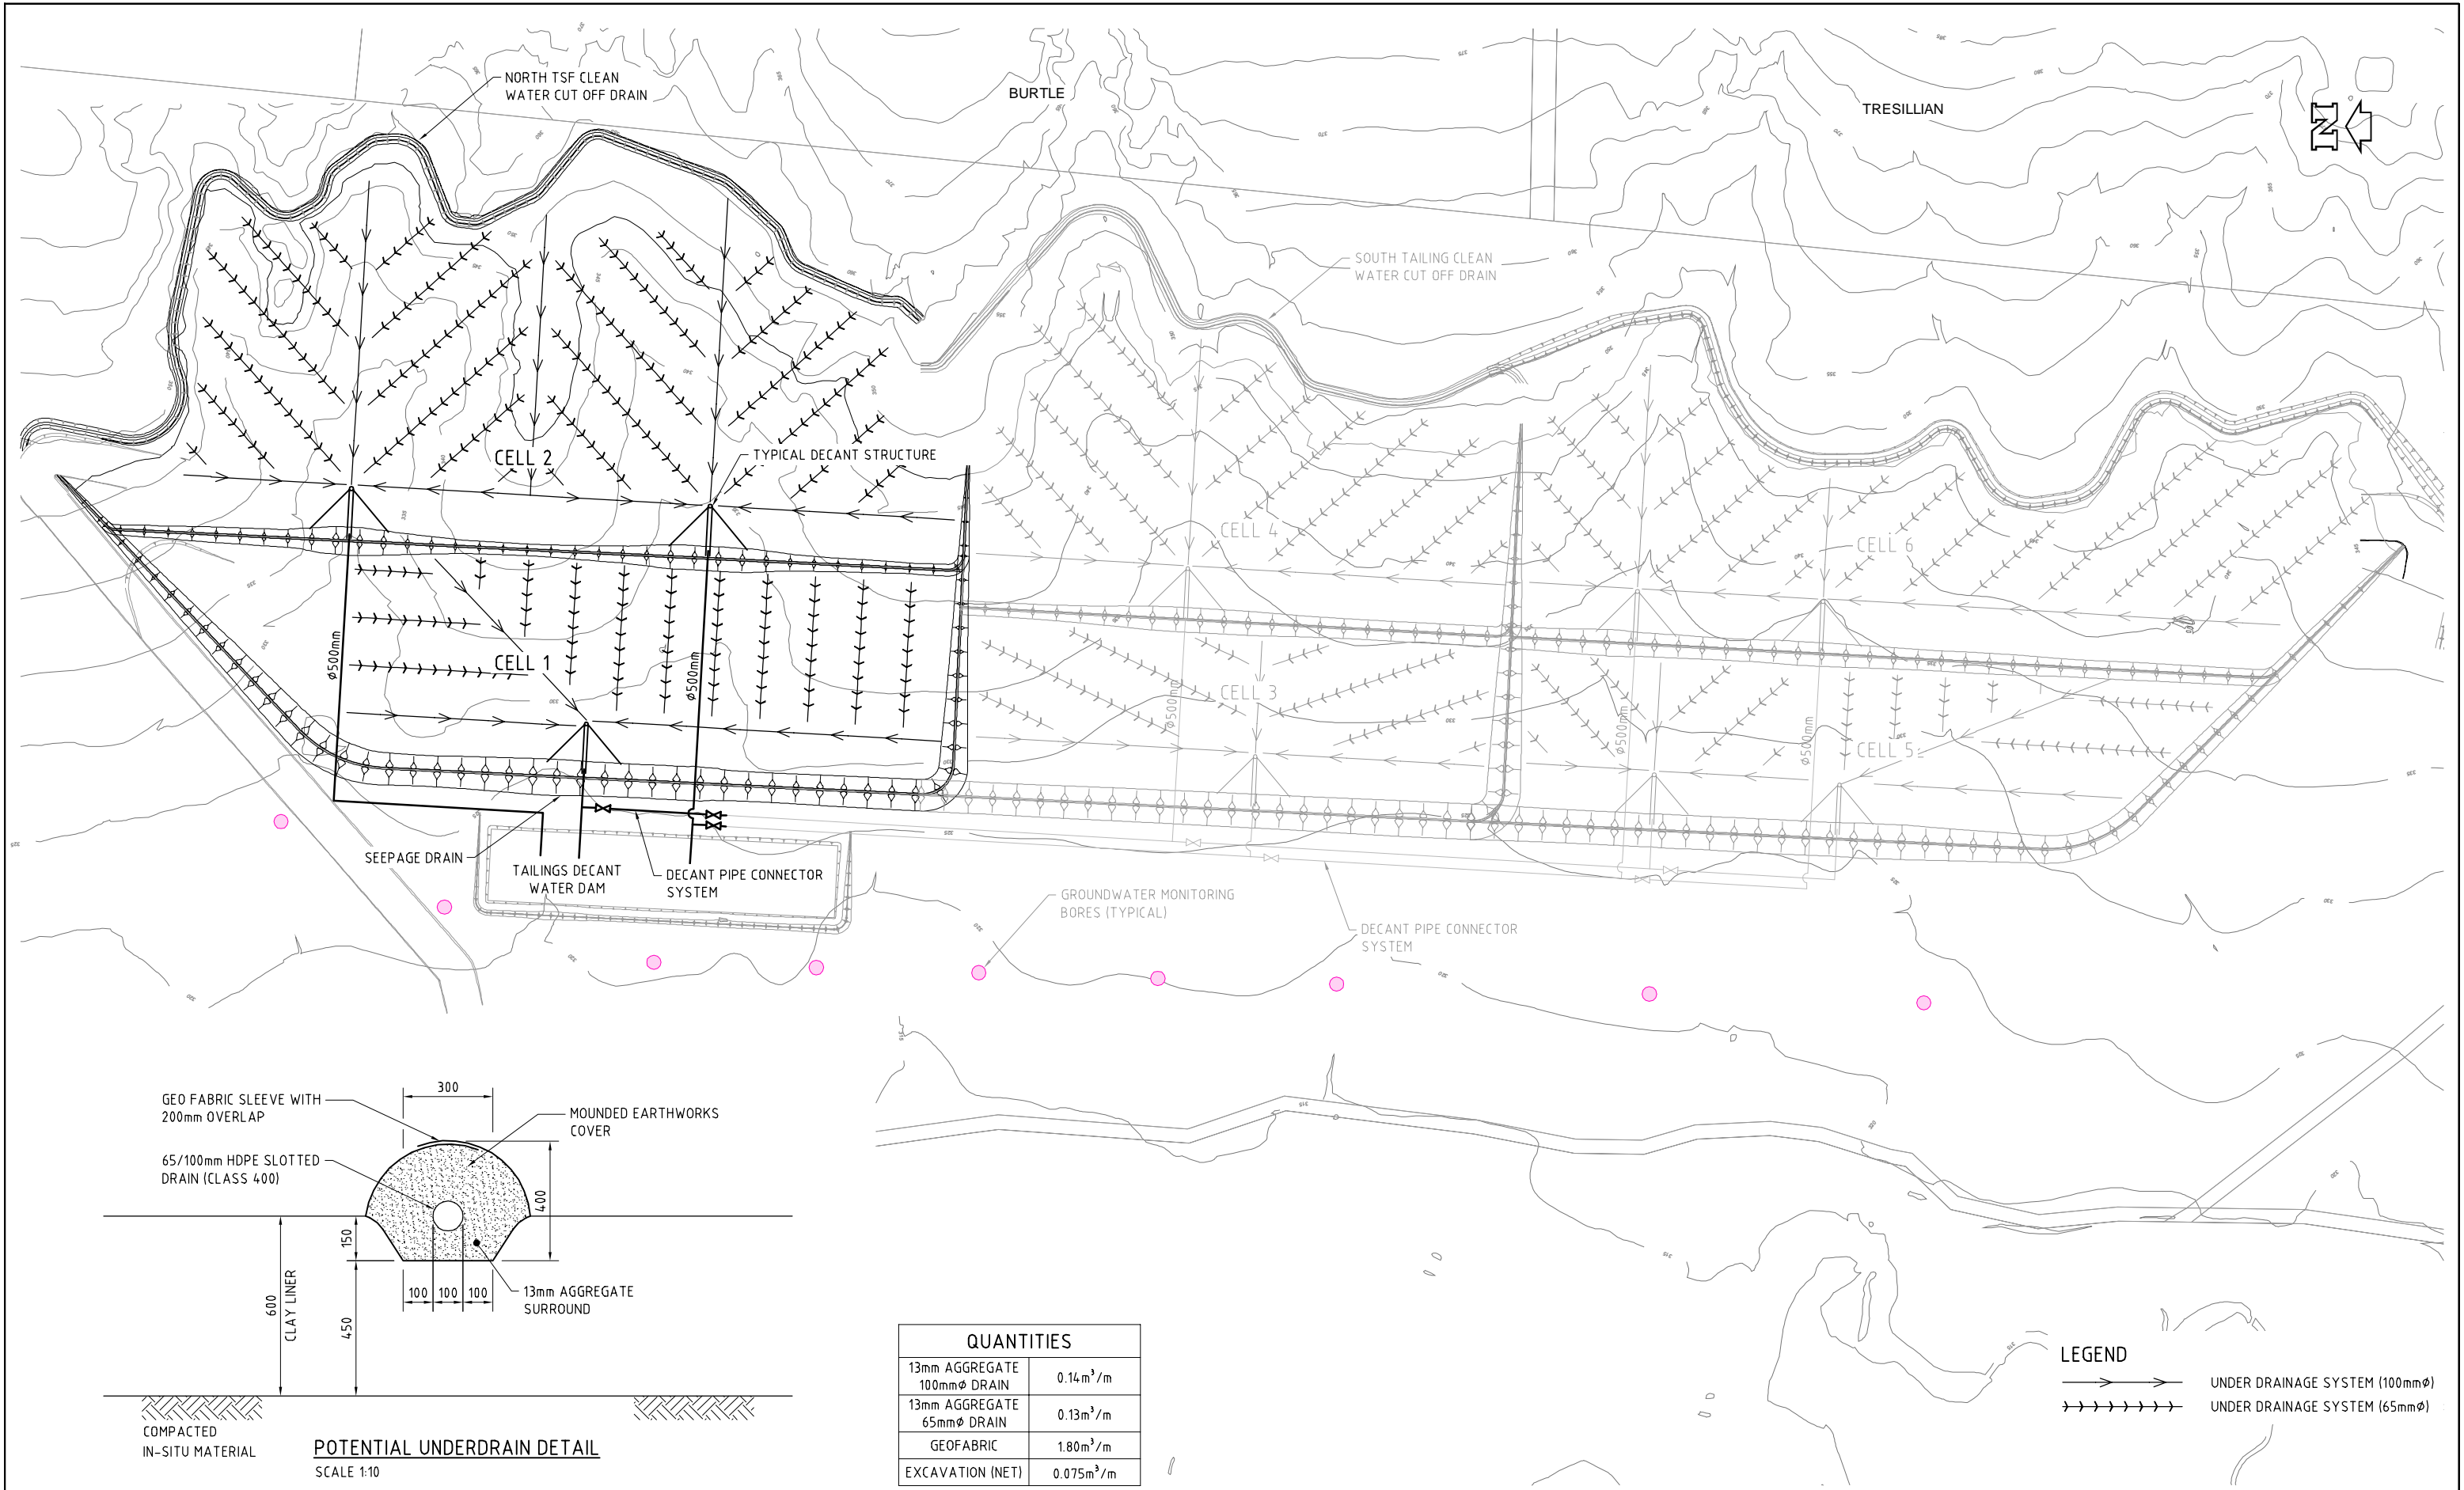 NORTH TSF CLEAN
WATER CUT OFF DRAIN
BURTLE
TRESILLIAN
N
SOUTH TAILING CLEAN
WATER CUT OFF DRAIN
CELL 2
TYPICAL DECANT STRUCTURE
CELL 4
CELL 6
Ø500mm
CELL 1
Ø500mm
CELL 3
Ø500mm
Ø500mm
Ø500mm
CELL 5
SEEPAGE DRAIN
TAILINGS DECANT
WATER DAM
DECANT PIPE CONNECTOR
SYSTEM
GROUNDWATER MONITORING
BORES (TYPICAL)
DECANT PIPE CONNECTOR
SYSTEM
300
GEO FABRIC SLEEVE WITH
200mm OVERLAP
MOUNDED EARTHWORKS
COVER
65/100mm HDPE SLOTTED
DRAIN (CLASS 400)
400
150
600
CLAY LINER
450
100
100
100
13mm AGGREGATE
SURROUND
COMPACTED
IN-SITU MATERIAL
POTENTIAL UNDERDRAIN DETAIL
SCALE 1:10
QUANTITIES
13mm AGGREGATE
100mmØ DRAIN
0.14m³/m
13mm AGGREGATE
65mmØ DRAIN
0.13m³/m
GEOFABRIC
1.80m³/m
EXCAVATION (NET)
0.075m³/m
LEGEND
UNDER DRAINAGE SYSTEM (100mmØ)
UNDER DRAINAGE SYSTEM (65mmØ)